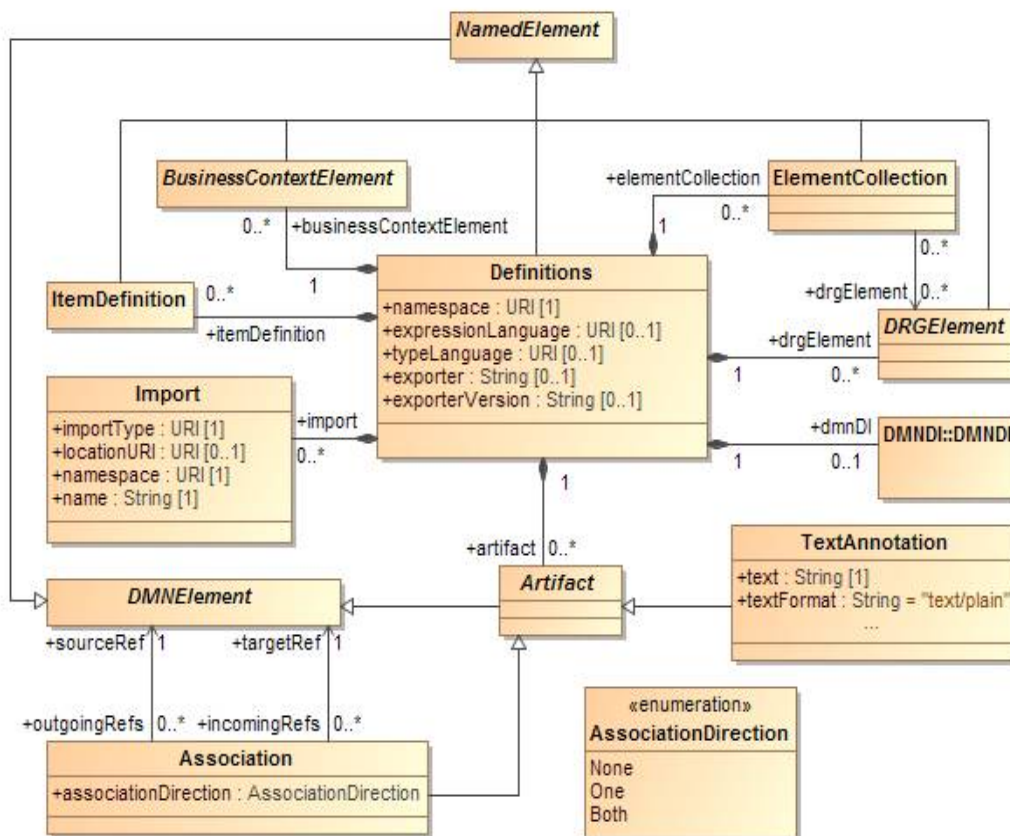 NamedElement
BusinessContextElement
+elementCollection
ElementCollection
0..*
+businessContextElement
1
0..*
0..*
1
Definitions
+drgElement
0..*
ItemDefinition
0..*
+itemDefinition
+namespace : URI [1]
+expressionLanguage : URI [0..1]
+typeLanguage : URI [0..1]
+exporter : String [0..1]
+exporterVersion : String [0..1]
+drgElement
DRGElement
1
0..*
Import
+import
+importType : URI [1]
+locationURI : URI [0..1]
+namespace : URI [1]
+name : String [1]
0..*
+dmnDI
1
0..1
DMNDI::DMNDI
1
+artifact
0..*
TextAnnotation
+text : String [1]
+textFormat : String = "text/plain"
...
DMNElement
Artifact
+sourceRef
1
+targetRef
1
+outgoingRefs
0..*
+incomingRefs
0..*
Association
+associationDirection : AssociationDirection
«enumeration»
AssociationDirection
None
One
Both